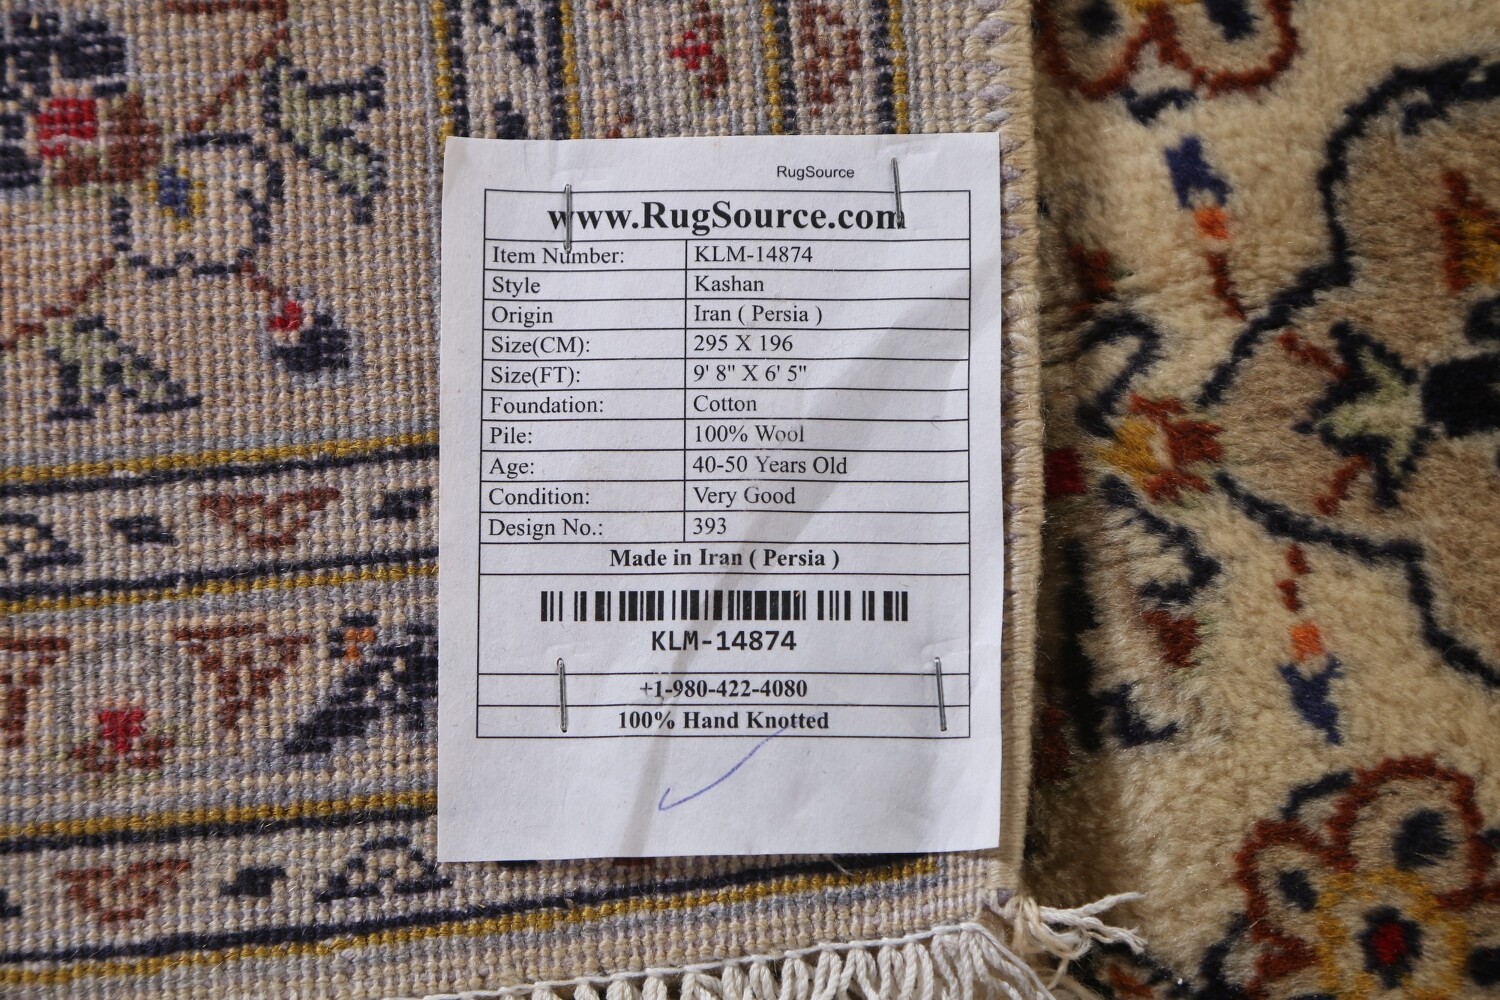 RugSource
www.RugSource.com
Item Number: KLM-14874
Style Kashan
Origin Iran ( Persia )
Size(CM): 295 X 196
Size(FT): 9' 8" X 6' 5"
Foundation: Cotton
Pile: 100% Wool
Age: 40-50 Years Old
Condition: Very Good
Design No.: 393
Made in Iran ( Persia )
KLM-14874
+1-980-422-4080
100% Hand Knotted